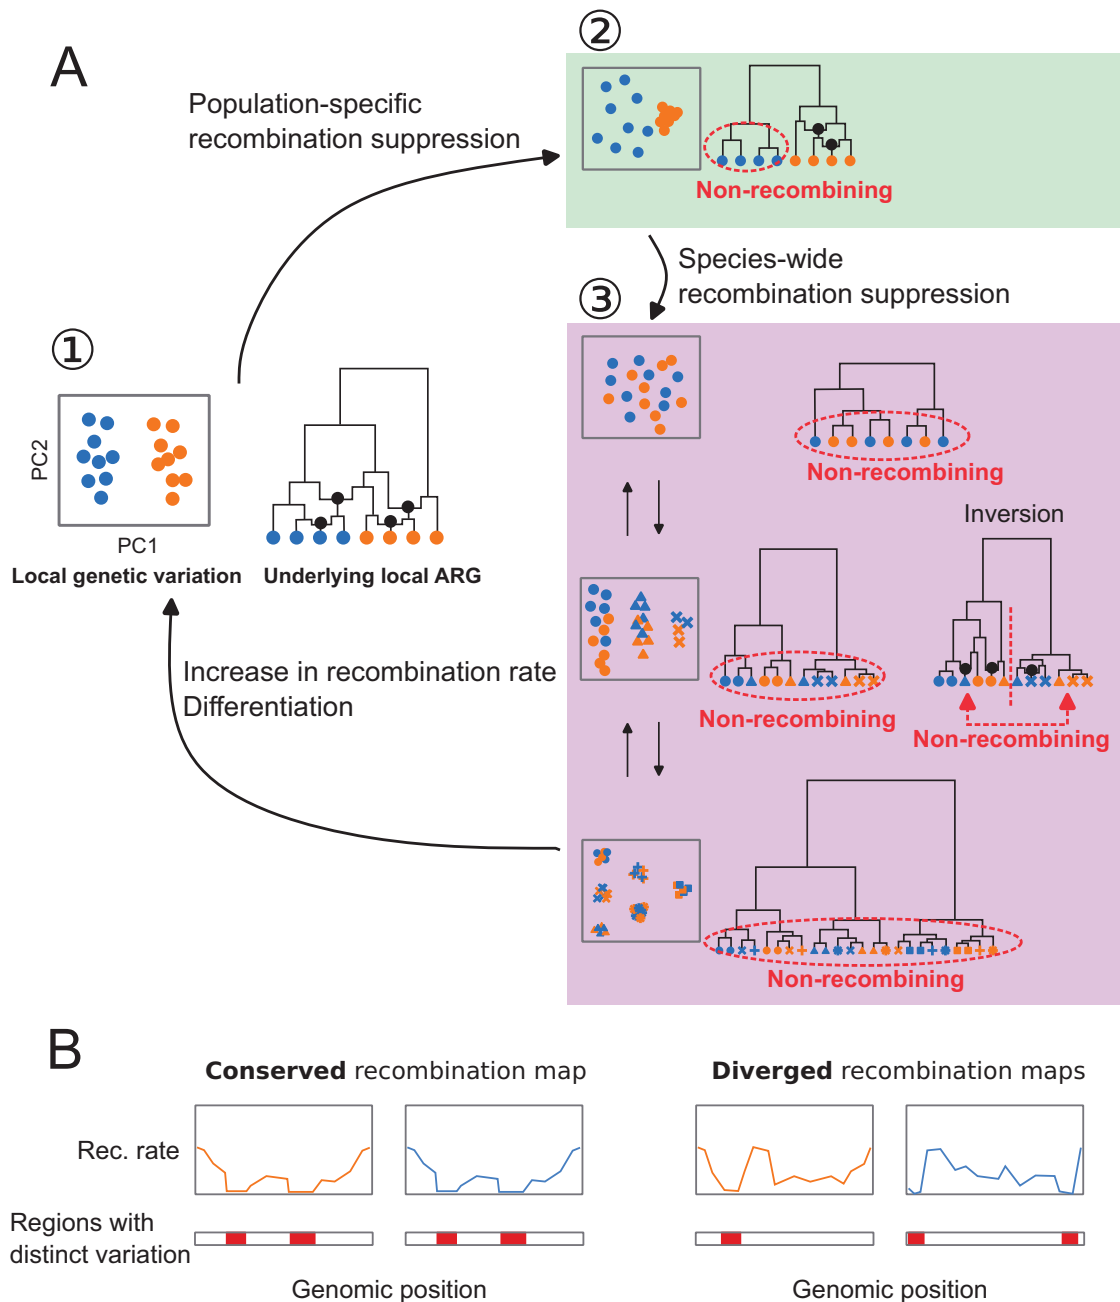 A
②
Population-specific
recombination suppression
Non-recombining
Species-wide
recombination suppression
③
①
PC2
PC1
Local genetic variation
Underlying local ARG
Non-recombining
Inversion
Increase in recombination rate
Differentiation
Non-recombining
Non-recombining
Non-recombining
B
Conserved recombination map
Diverged recombination maps
Rec. rate
Regions with
distinct variation
Genomic position
Genomic position